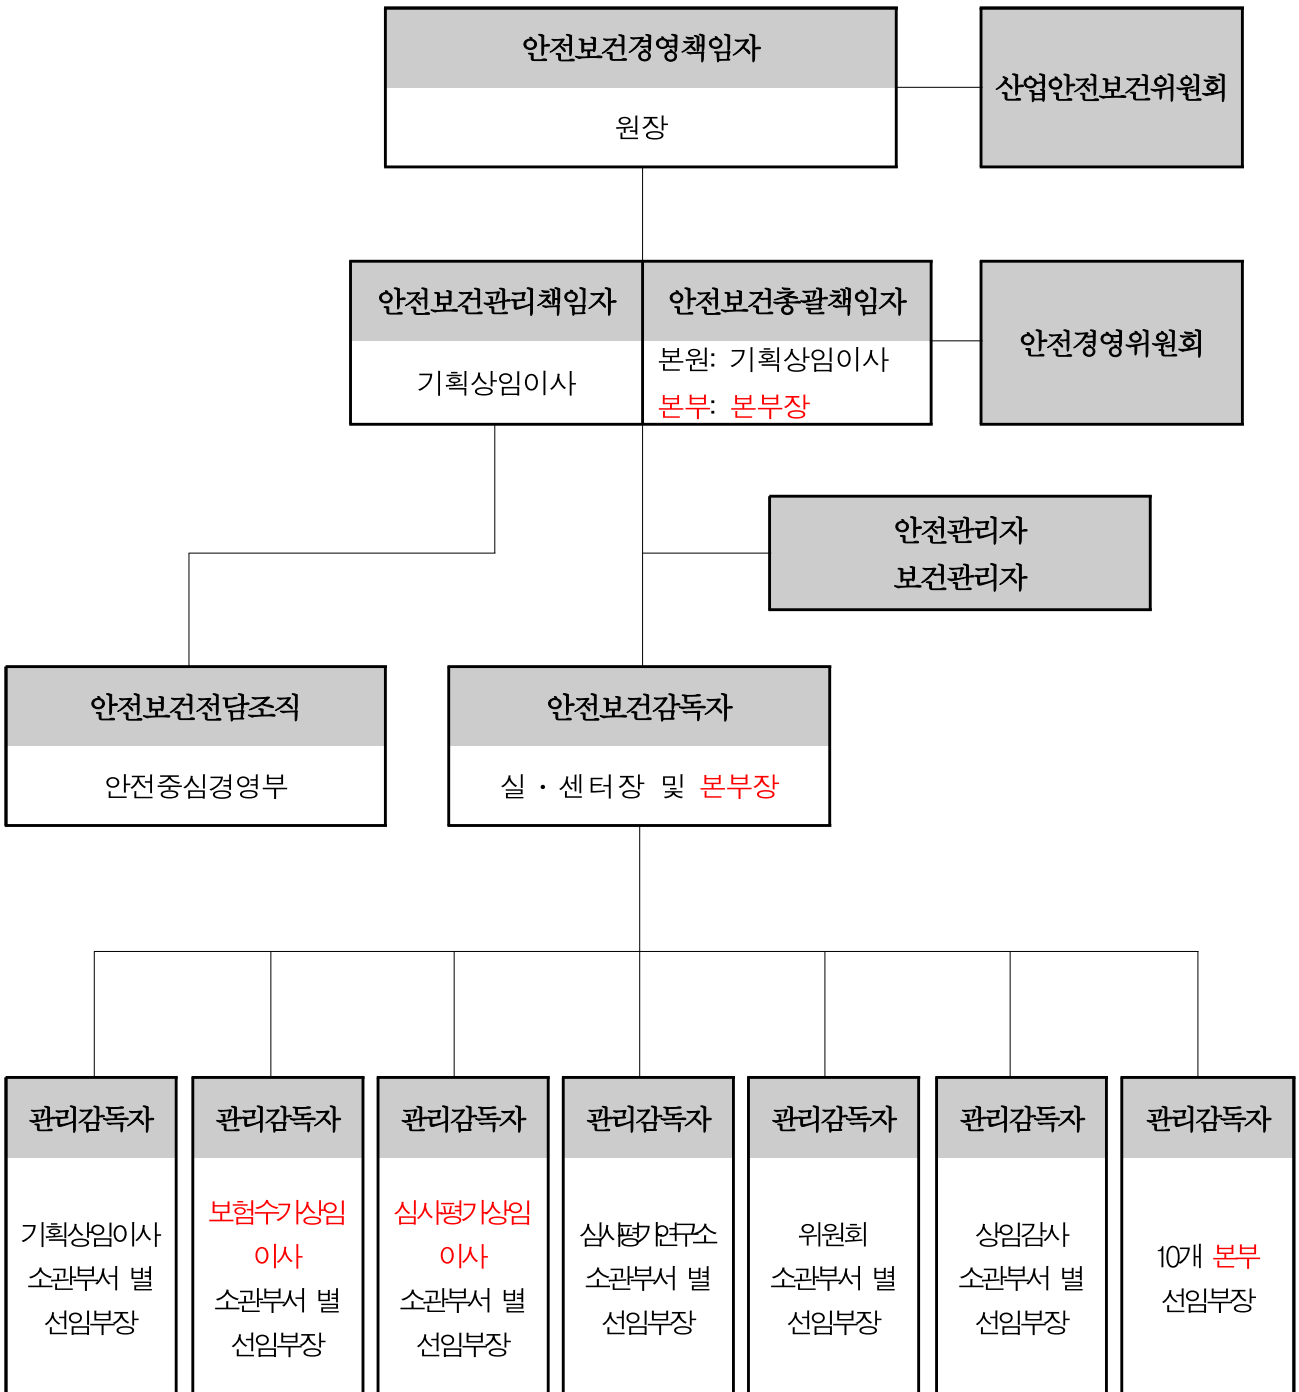 안전보건경영책임자
원장
산업안전보건위원회
안전보건관리책임자
기획상임이사
안전보건총괄책임자
본원: 기획상임이사
본부: 본부장
안전경영위원회
안전관리자
보건관리자
안전보건전담조직
안전중심경영부
안전보건감독자
실 · 센터장 및 본부장
관리감독자
기획상임이사
소관부서 별
선임부장
관리감독자
보험수가상임
이사
소관부서 별
선임부장
관리감독자
심사평가상임
이사
소관부서 별
선임부장
관리감독자
심사평가연구소
소관부서 별
선임부장
관리감독자
위원회
소관부서 별
선임부장
관리감독자
상임감사
소관부서 별
선임부장
관리감독자
10개 본부
선임부장